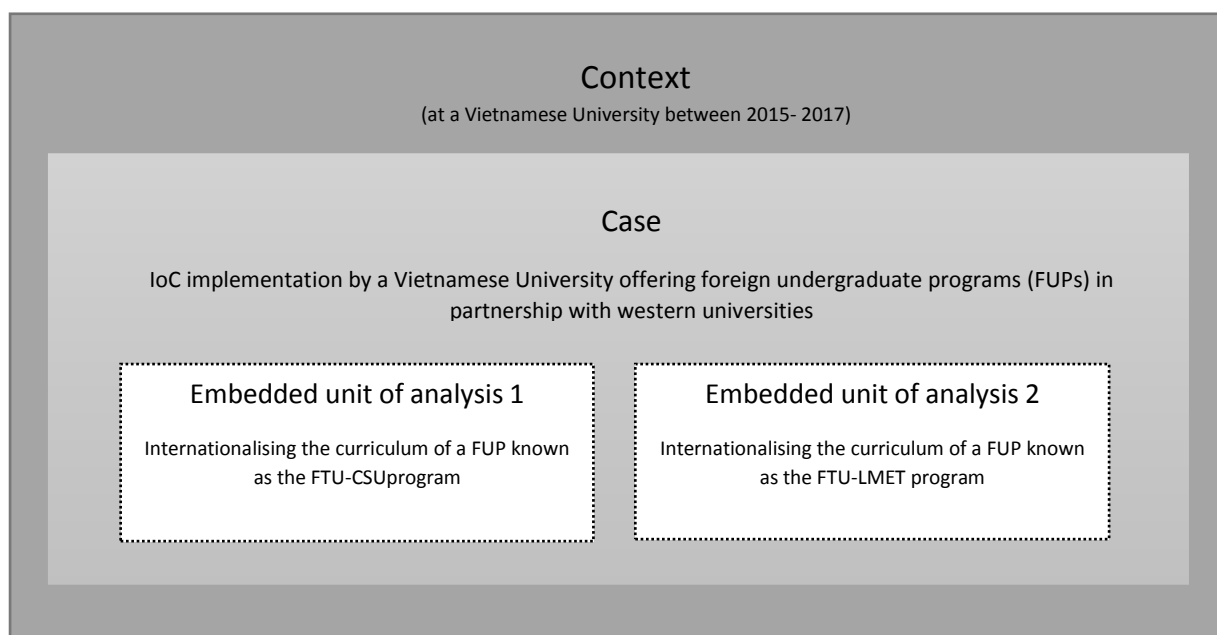 Context
(at a Vietnamese University between 2015- 2017)
Case
IoC implementation by a Vietnamese University offering foreign undergraduate programs (FUPs) in
partnership with western universities
Embedded unit of analysis 1
Internationalising the curriculum of a FUP known
as the FTU-CSUprogram
Embedded unit of analysis 2
Internationalising the curriculum of a FUP known
as the FTU-LMET program